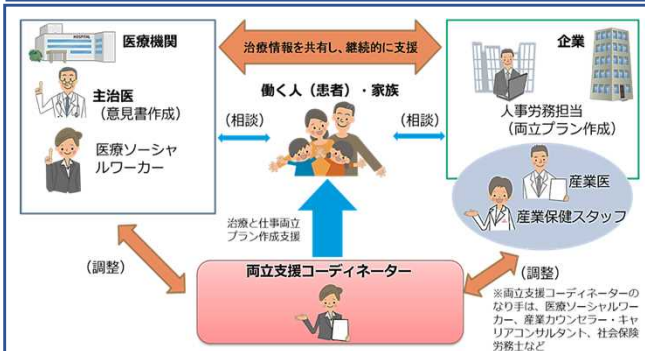 HOSPITAL
医療機関
治療情報を共有し、継続的に支援
企業
主治医
(意見書作成)
働く人(患者)・家族
人事労務担当
(両立プラン作成)
(相談)
(相談)
医療ソーシャ
ルワーカー
産業医
産業保健スタッフ
治療と仕事両立
プラン作成支援
(調整)
両立支援コーディネーター
(調整)
※両立支援コーディネーターの
なり手は、医療ソーシャルワー
カー、産業カウンセラー・キャ
リアコンサルタント、社会保険
労務士など